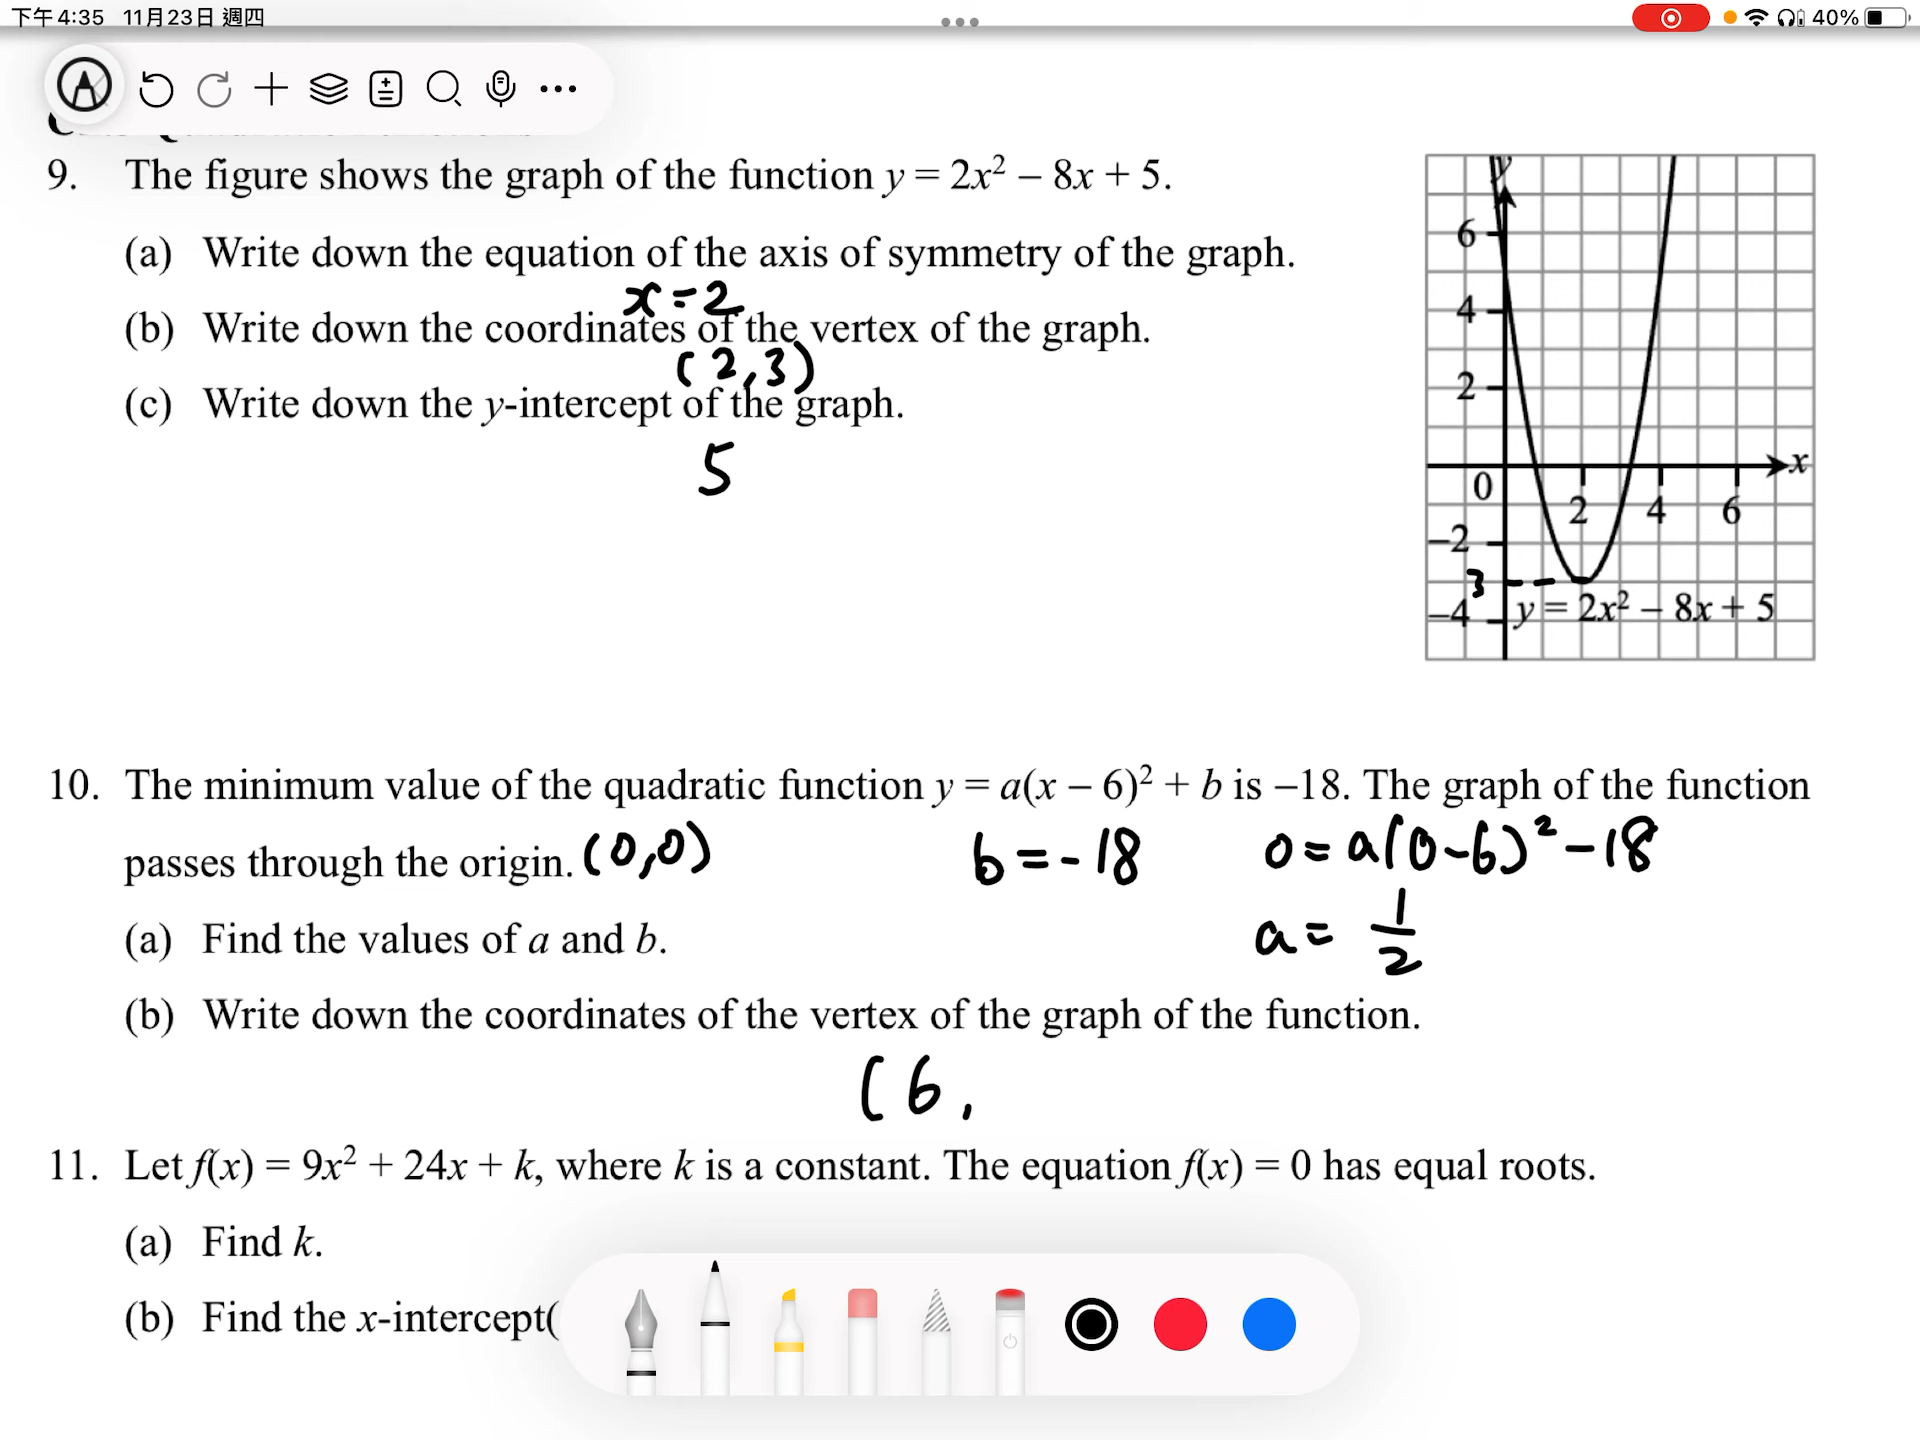 下午4:35 11月23日 週四
40%
9. The figure shows the graph of the function y = 2x² – 8x + 5.
(a) Write down the equation of the axis of symmetry of the graph.
x = 2
(b) Write down the coordinates of the vertex of the graph.
(2,3)
(c) Write down the y-intercept of the graph.
5
y
6
4
2
x
0
2 4 6
–2
3
–4
y = 2x² – 8x + 5
10. The minimum value of the quadratic function y = a(x – 6)² + b is –18. The graph of the function
passes through the origin. (0,0) b = -18 0 = a(0-6)² - 18
(a) Find the values of a and b. a = 1/2
(b) Write down the coordinates of the vertex of the graph of the function.
(6,
11. Let f(x) = 9x² + 24x + k, where k is a constant. The equation f(x) = 0 has equal roots.
(a) Find k.
(b) Find the x-intercept(